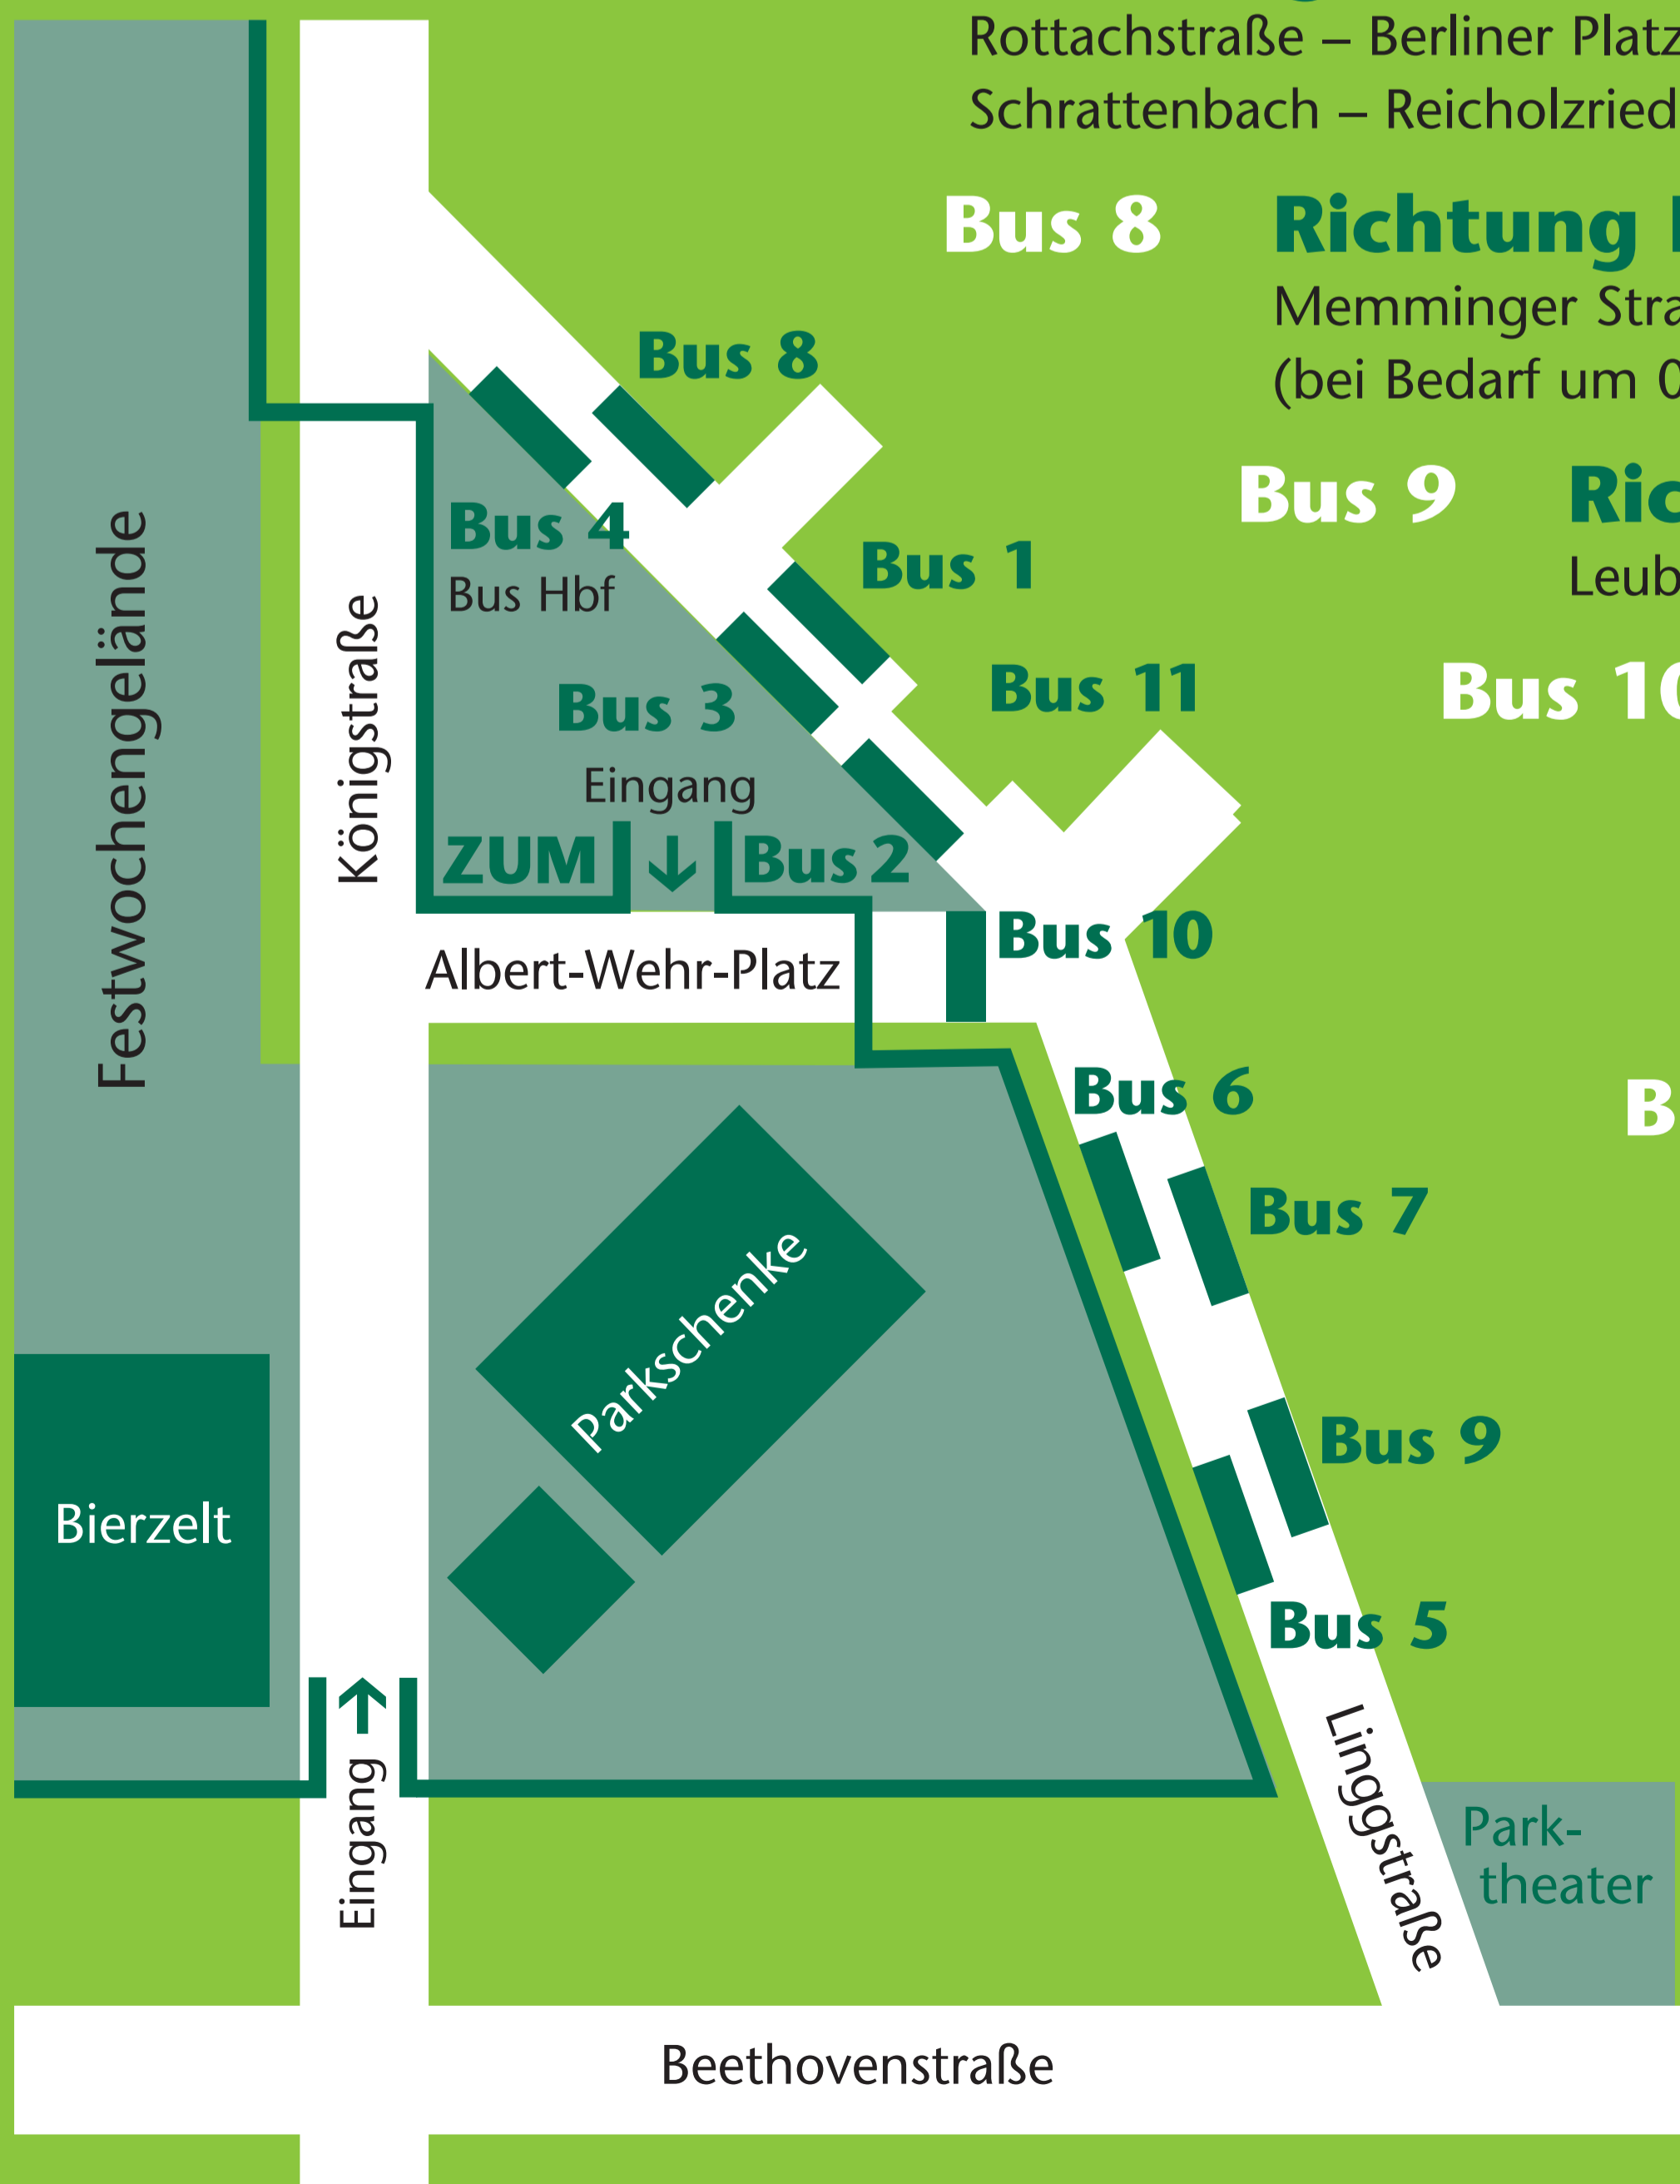 Rottachstraße – Berliner Platz
Schrattenbach – Reicholzried
Bus 8 Richtung
Memminger
(bei Bedarf um
Bus 8
Bus 9
Bus 4
Bus Hbf
Bus 1
Bus 3
Bus 11
Bus
Eingang
ZUM
Bus 2
Bus 10
Albert-Wehr-Platz
Festwochengelände
Königstraße
Bus 6
Bus 7
Parkschenke
Bus 9
Bierzelt
Bus 5
Eingang
Linggstraße
Park-
theater
Beethovenstraße